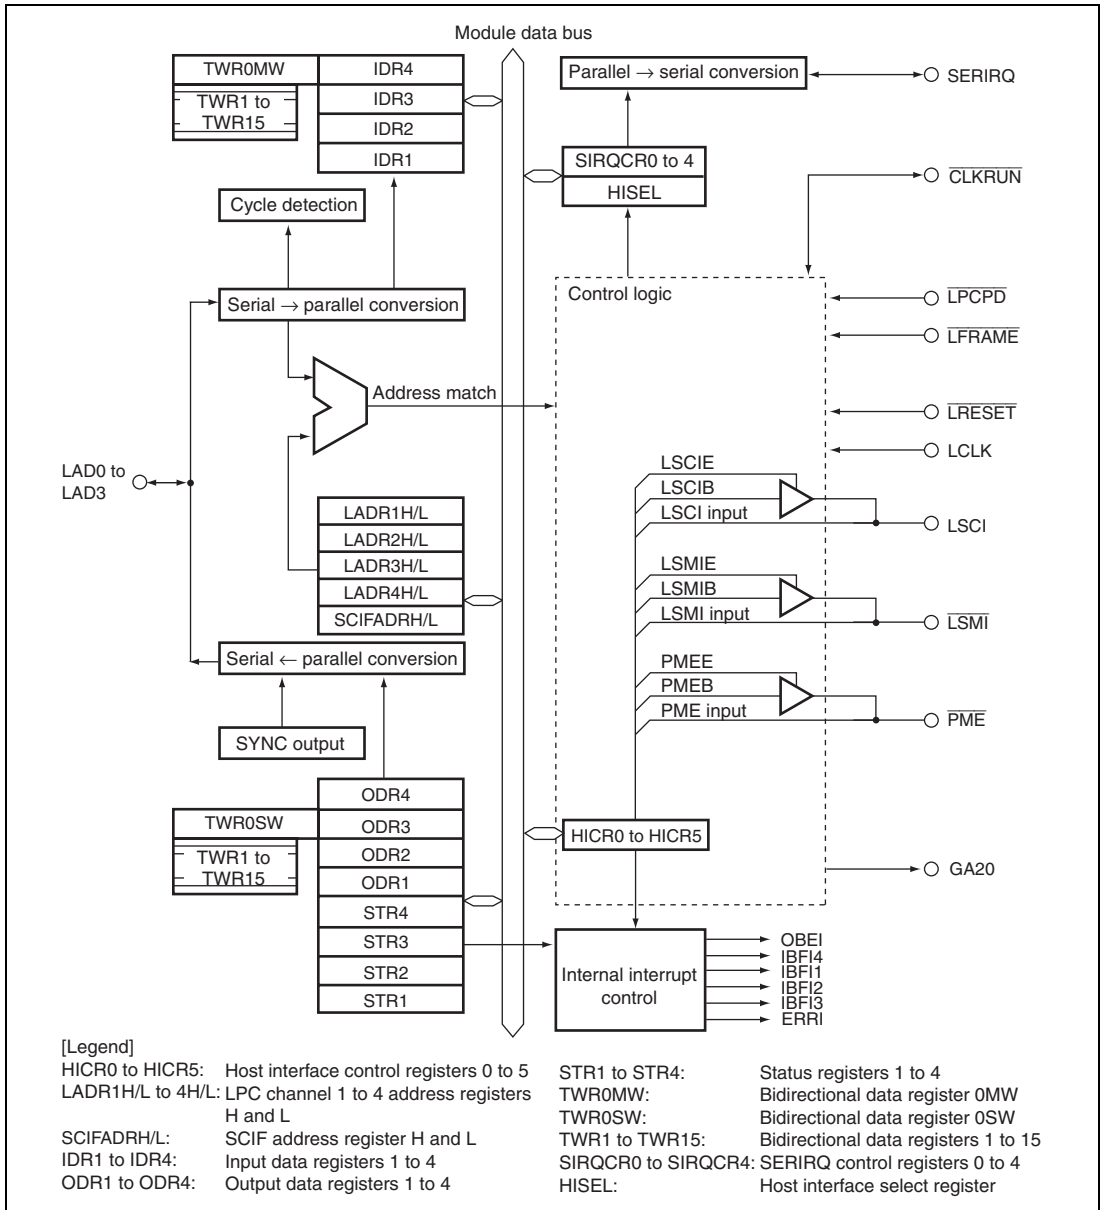 Module data bus
TWR0MW
IDR4
TWR1 to
TWR15
IDR3
IDR2
IDR1
Parallel → serial conversion
SERIRQ
SIRQCR0 to 4
HISEL
CLKRUN
Cycle detection
Serial → parallel conversion
Control logic
LPCPD
LFRAME
Address match
LRESET
LCLK
LAD0 to
LAD3
LSCIE
LSCIB
LSCI input
LSCI
LADR1H/L
LADR2H/L
LADR3H/L
LADR4H/L
SCIFADRH/L
LSMIE
LSMIB
LSMI input
LSMI
Serial ← parallel conversion
PMEE
PMEB
PME input
PME
SYNC output
ODR4
TWR0SW
ODR3
TWR1 to
TWR15
ODR2
ODR1
STR4
STR3
STR2
STR1
HICR0 to HICR5
GA20
Internal interrupt
control
OBEI
IBFI4
IBFI1
IBFI2
IBFI3
ERRI
[Legend]
HICR0 to HICR5: Host interface control registers 0 to 5
LADR1H/L to 4H/L: LPC channel 1 to 4 address registers
H and L
SCIFADRH/L: SCIF address register H and L
IDR1 to IDR4: Input data registers 1 to 4
ODR1 to ODR4: Output data registers 1 to 4
STR1 to STR4: Status registers 1 to 4
TWR0MW: Bidirectional data register 0MW
TWR0SW: Bidirectional data register 0SW
TWR1 to TWR15: Bidirectional data registers 1 to 15
SIRQCR0 to SIRQCR4: SERIRQ control registers 0 to 4
HISEL: Host interface select register